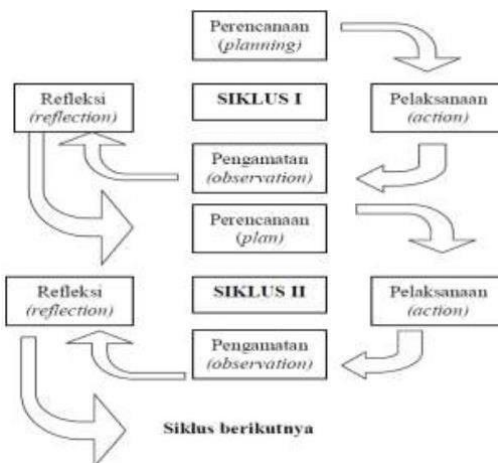 Perencanaan
(planning)
Refleksi
(reflection)
SIKLUS I
Pelaksanaan
(action)
Pengamatan
(observation)
Perencanaan
(plan)
Refleksi
(reflection)
SIKLUS II
Pelaksanaan
(action)
Pengamatan
(observation)
Siklus berikutnya